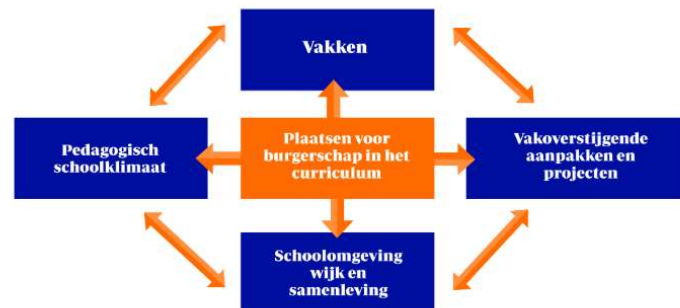 Vakken
Pedagogisch
schoolklimaat
Plaatsen voor
burgerschap in het
curriculum
Vakoverstijgende
aanpakken en
projecten
Schoolomgeving
wijk en
samenleving